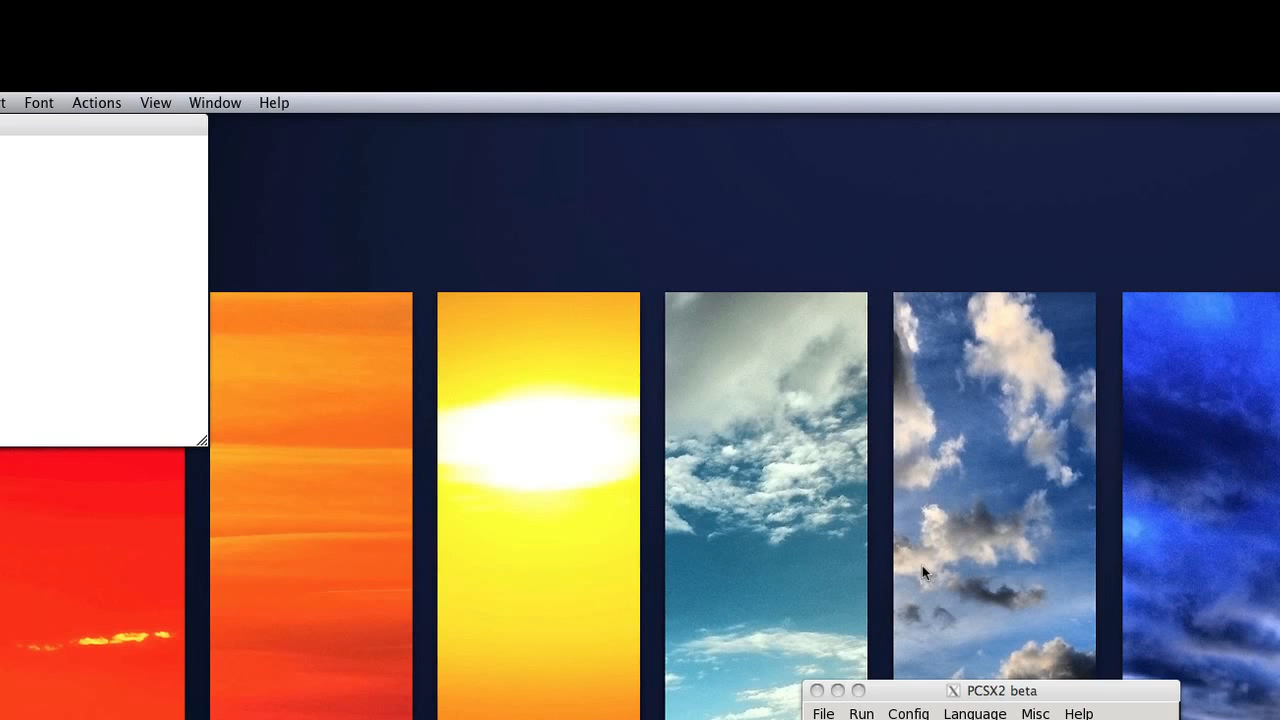 t Font Actions View Window Help
PCSX2 beta
File Run Config Language Misc Help